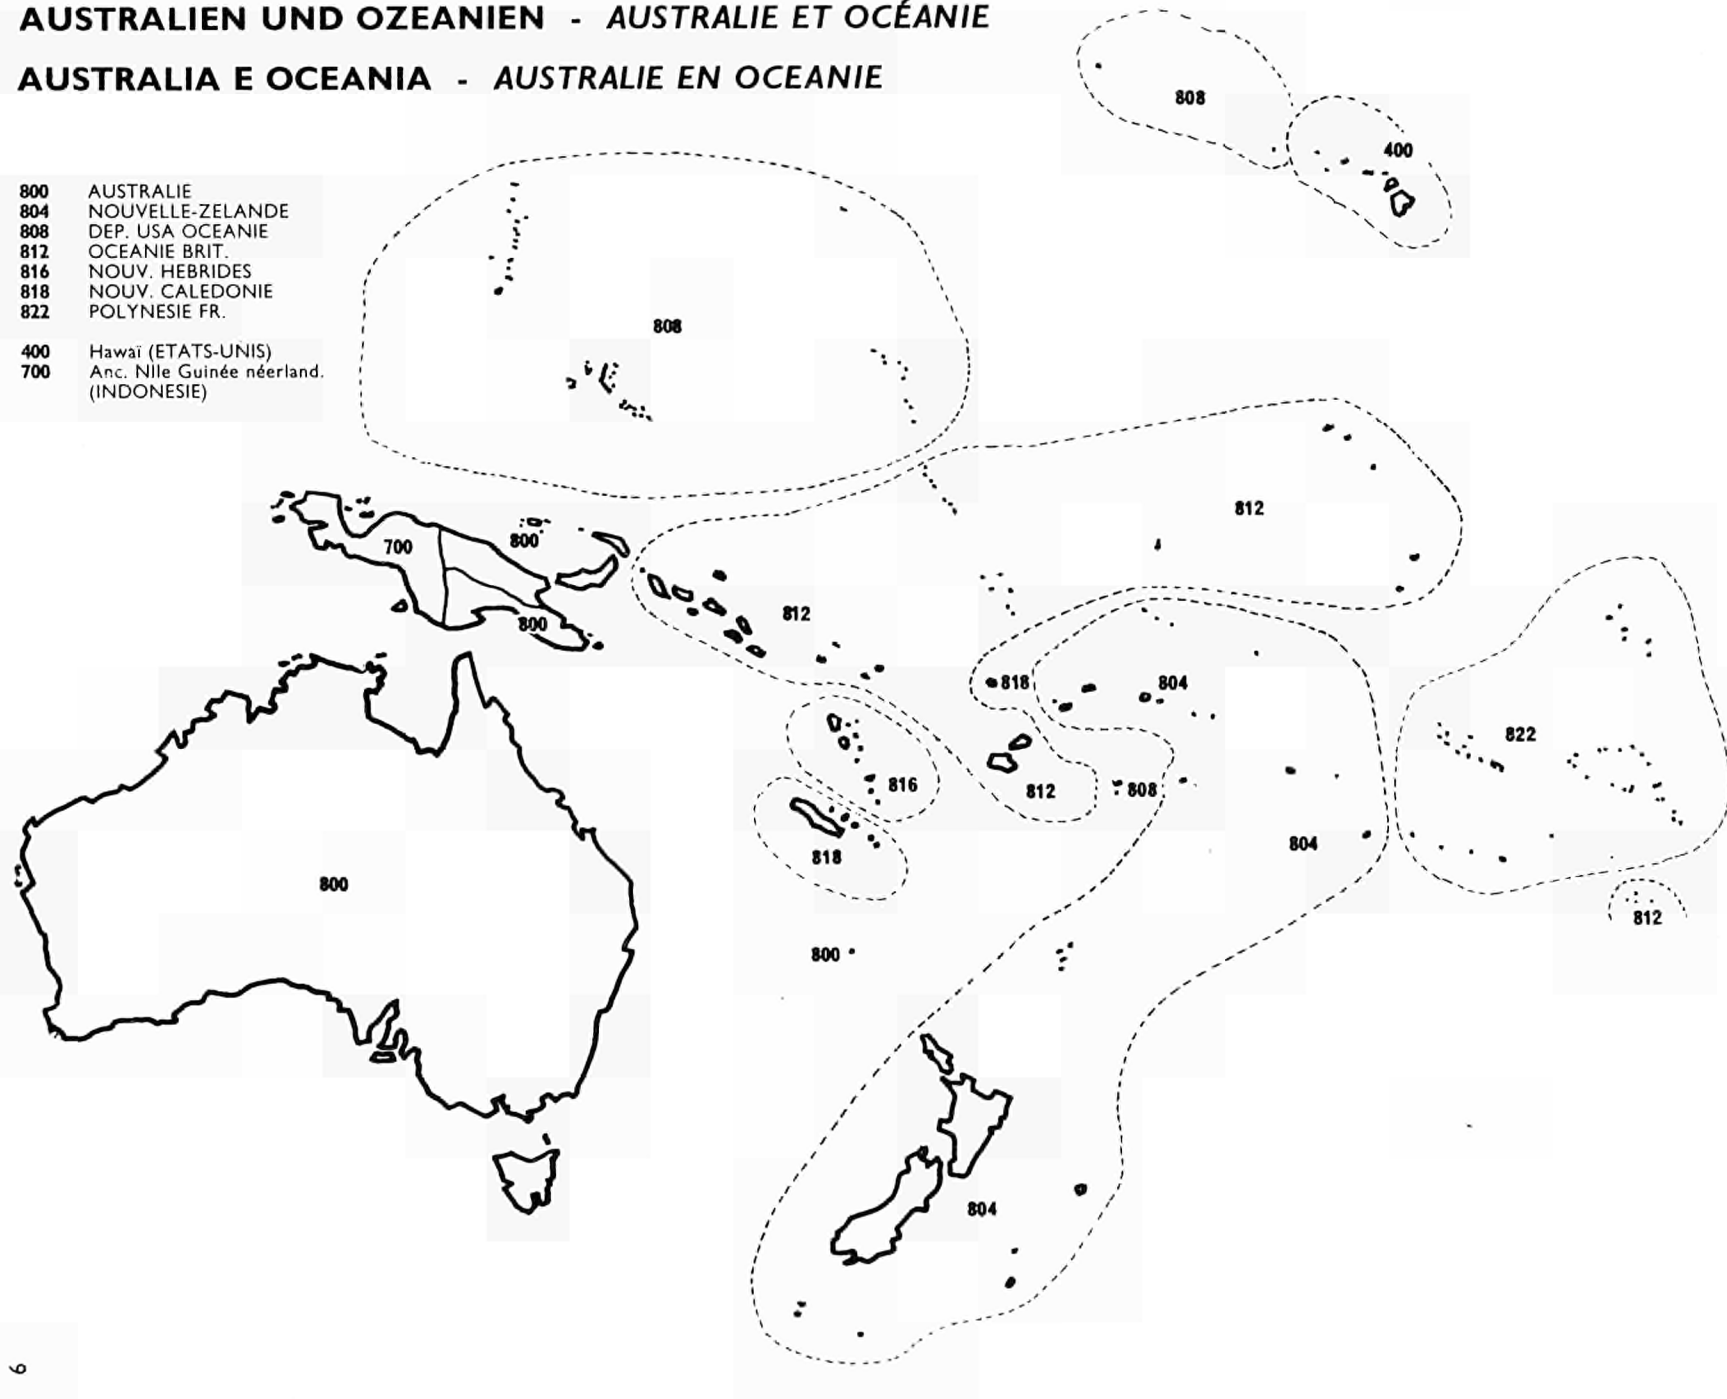 AUSTRALIEN UND OZEANIEN - AUSTRALIE ET OCÉANIE
AUSTRALIA E OCEANIA - AUSTRALIE EN OCEANIE
800 AUSTRALIE
804 NOUVELLE-ZELANDE
808 DEP. USA OCEANIE
812 OCEANIE BRIT.
816 NOUV. HEBRIDES
818 NOUV. CALEDONIE
822 POLYNESIE FR.
400 Hawaï (ETATS-UNIS)
700 Anc. Nlle Guinée néerland.
(INDONESIE)
808
400
808
812
700
800
812
800
818
804
822
816
812
808
804
818
800
812
800
804
6